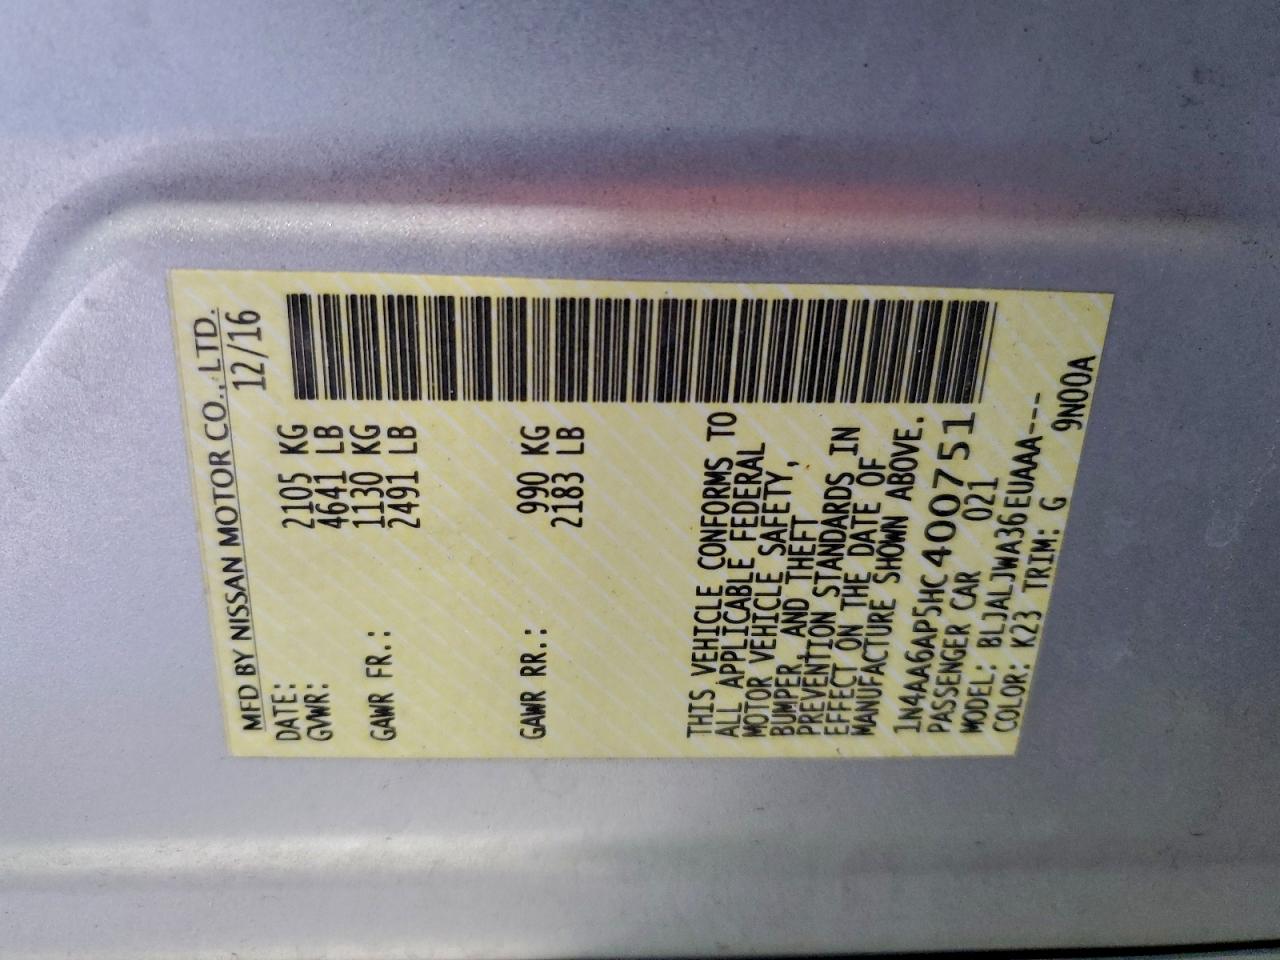 MFD BY NISSAN MOTOR CO., LTD.
DATE: 12/16
GVWR: 2105 KG
4641 LB
GAWR FR.: 1130 KG
2491 LB
GAWR RR.: 990 KG
2183 LB
THIS VEHICLE CONFORMS TO
ALL APPLICABLE FEDERAL
MOTOR VEHICLE SAFETY,
BUMPER, AND THEFT
PREVENTION STANDARDS IN
EFFECT ON THE DATE OF
MANUFACTURE SHOWN ABOVE.
1N4AA6AP5HC400751
PASSENGER CAR 021
MODEL: BLJALJWA36EUAAA---
COLOR: K23 TRIM: G 9N00A